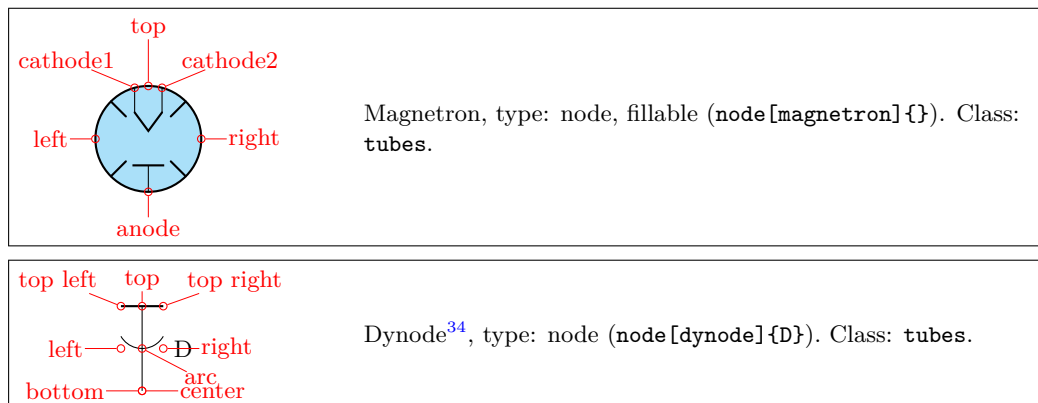 top
cathode1 cathode2
left right
anode
Magnetron, type: node, fillable (node[magnetron]{}). Class:
tubes.
top left top top right
left D right
arc
bottom center
Dynode34, type: node (node[dynode]{D}). Class: tubes.